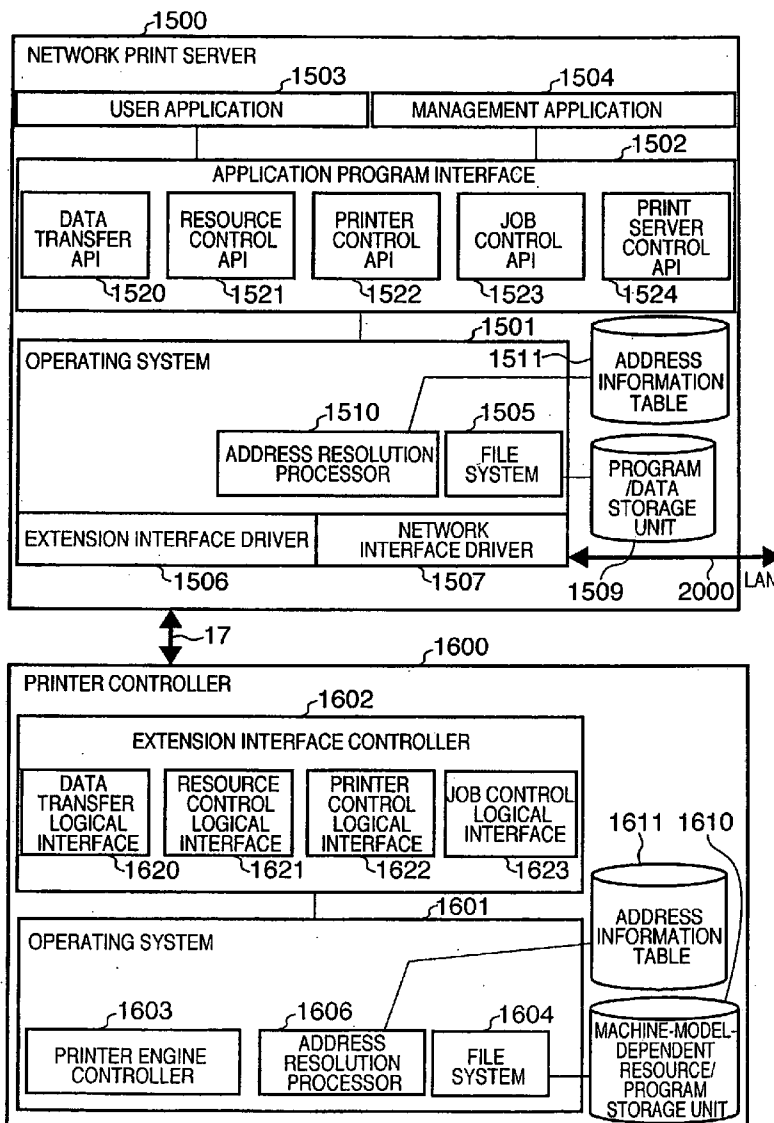 1500
NETWORK PRINT SERVER
1503
1504
USER APPLICATION
MANAGEMENT APPLICATION
1502
APPLICATION PROGRAM INTERFACE
DATA
TRANSFER
API
RESOURCE
CONTROL
API
PRINTER
CONTROL
API
JOB
CONTROL
API
PRINT
SERVER
CONTROL
API
1520
1521
1522
1523
1524
1501
OPERATING SYSTEM
1511
ADDRESS
INFORMATION
TABLE
1510
1505
ADDRESS RESOLUTION
PROCESSOR
FILE
SYSTEM
PROGRAM
/DATA
STORAGE
UNIT
EXTENSION INTERFACE DRIVER
NETWORK
INTERFACE DRIVER
1506
1507
1509
2000
LAN
17
1600
PRINTER CONTROLLER
1602
EXTENSION INTERFACE CONTROLLER
DATA
TRANSFER
LOGICAL
INTERFACE
RESOURCE
CONTROL
LOGICAL
INTERFACE
PRINTER
CONTROL
LOGICAL
INTERFACE
JOB CONTROL
LOGICAL
INTERFACE
1620
1621
1622
1623
1611
1610
1601
OPERATING SYSTEM
ADDRESS
INFORMATION
TABLE
1603
1606
1604
PRINTER ENGINE
CONTROLLER
ADDRESS
RESOLUTION
PROCESSOR
FILE
SYSTEM
MACHINE-MODEL-
DEPENDENT
RESOURCE/
PROGRAM
STORAGE UNIT